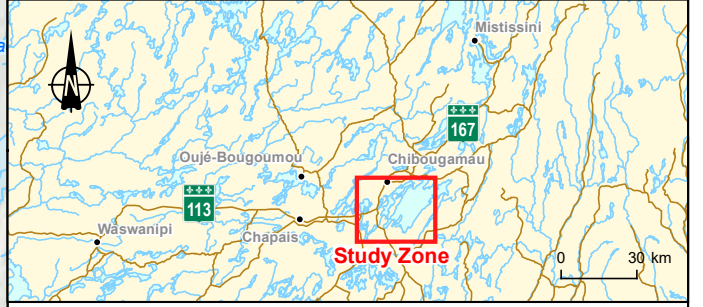 Mistissini
N
167
Oujé-Bougoumou
Chibougamau
113
Waswanipi
Chapais
Study Zone
0 30 km